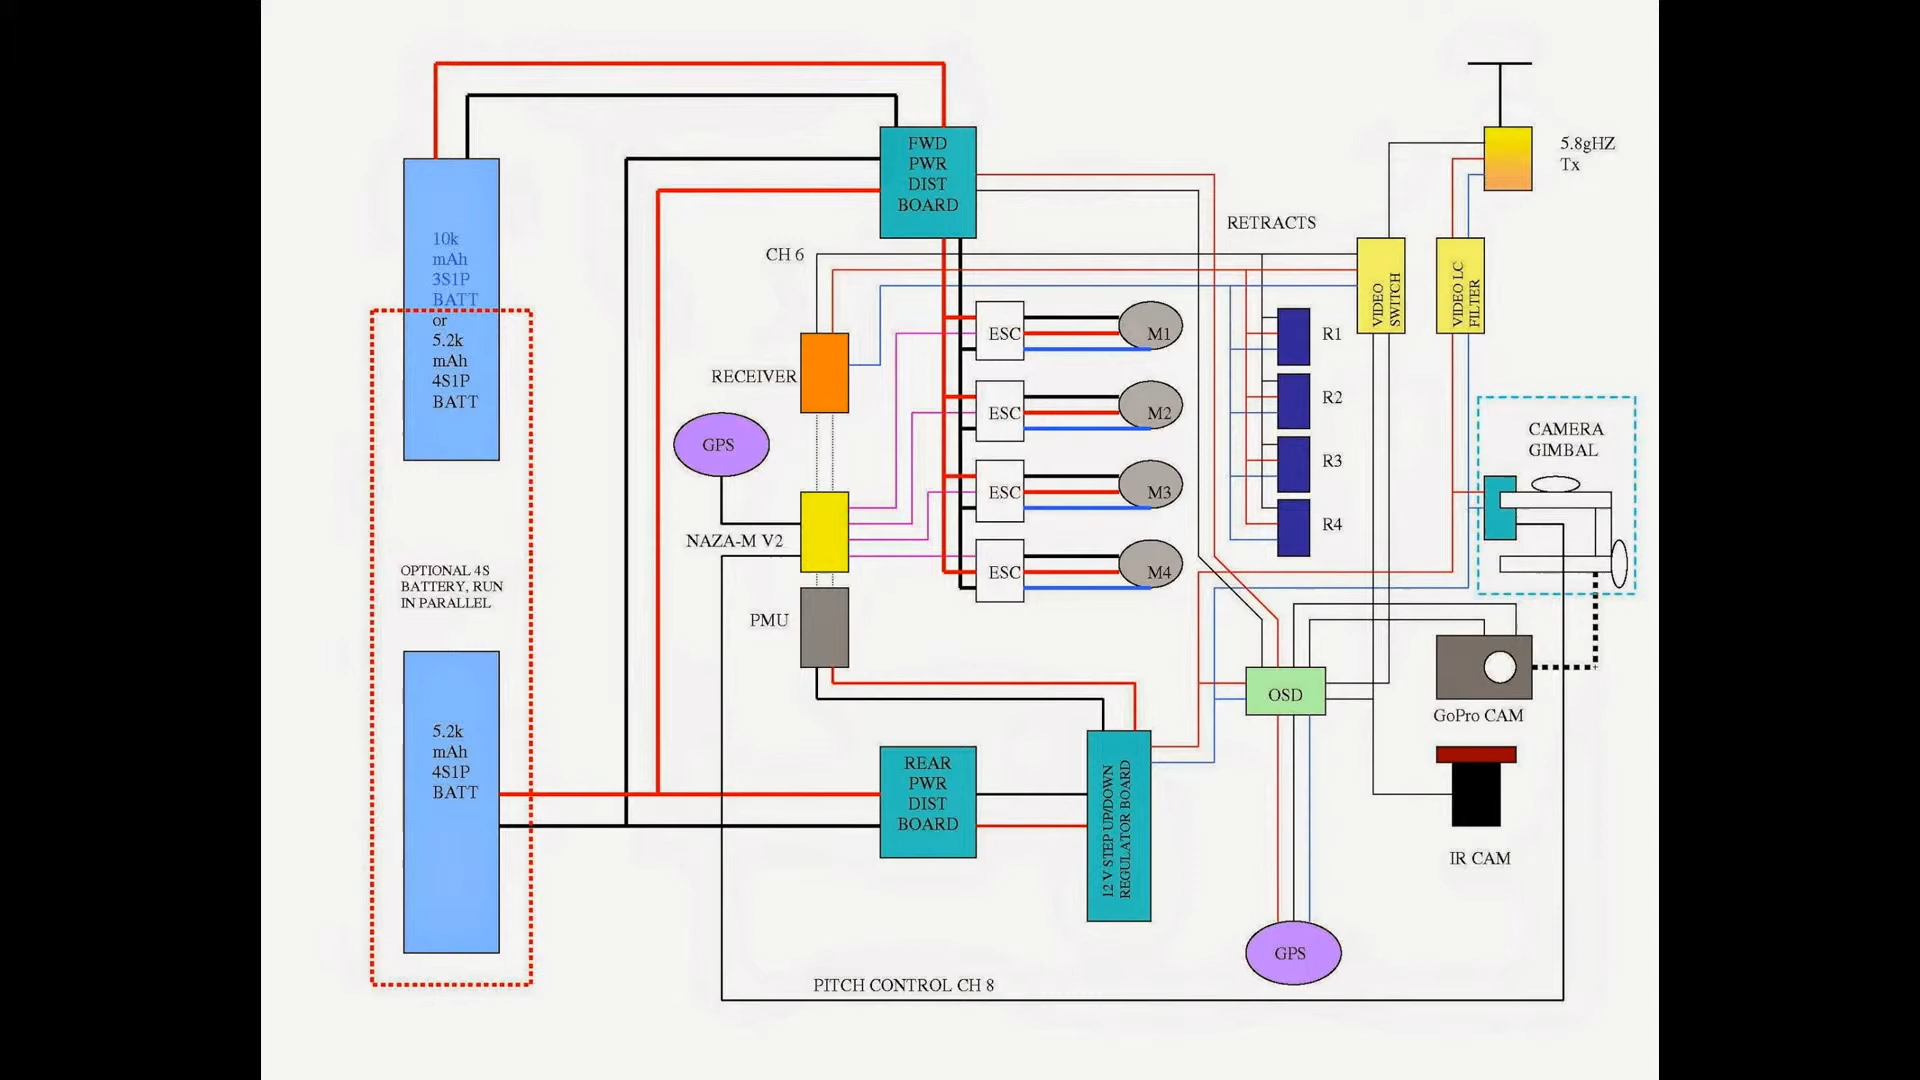 FWD
PWR
DIST
BOARD
5.8gHZ
Tx
RETRACTS
CH 6
10k
mAh
3S1P
BATT
or
5.2k
mAh
4S1P
BATT
VIDEO
SWITCH
VIDEO LC
FILTER
ESC
M1
R1
RECEIVER
ESC
M2
R2
GPS
CAMERA
GIMBAL
ESC
M3
R3
NAZA-M V2
R4
ESC
M4
OPTIONAL 4S
BATTERY, RUN
IN PARALLEL
PMU
OSD
GoPro CAM
5.2k
mAh
4S1P
BATT
REAR
PWR
DIST
BOARD
12 V STEP UP/DOWN
REGULATOR BOARD
IR CAM
GPS
PITCH CONTROL CH 8